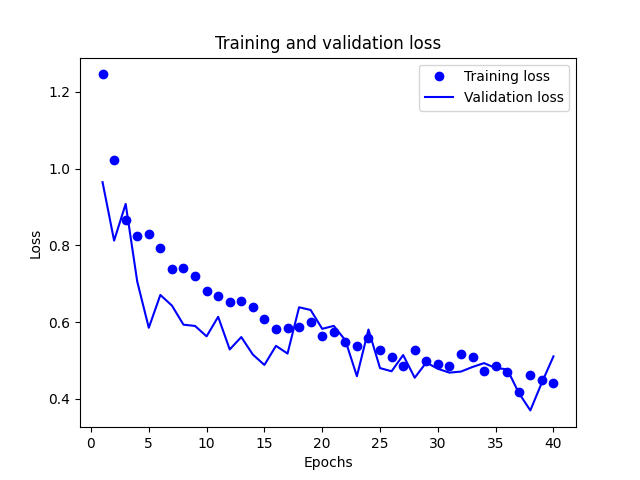 Training and validation loss
Training loss
Validation loss
1.2
1.0
0.8
0.6
0.4
Loss
0 5 10 15 20 25 30 35 40
Epochs